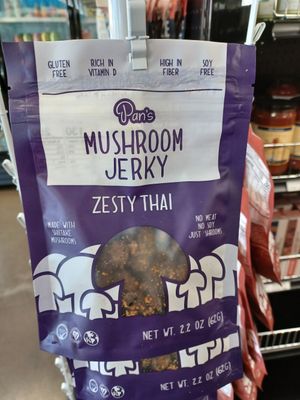 GLUTEN FREE
RICH IN VITAMIN D
HIGH IN FIBER
SOY FREE
Pan's
MUSHROOM
JERKY
ZESTY THAI
MADE WITH
SHIITAKE
MUSHROOMS
NO MEAT
NO SOY
JUST SHROOMS
NET WT. 2.2 OZ (62G)
NET WT. 2.2 OZ (62G)